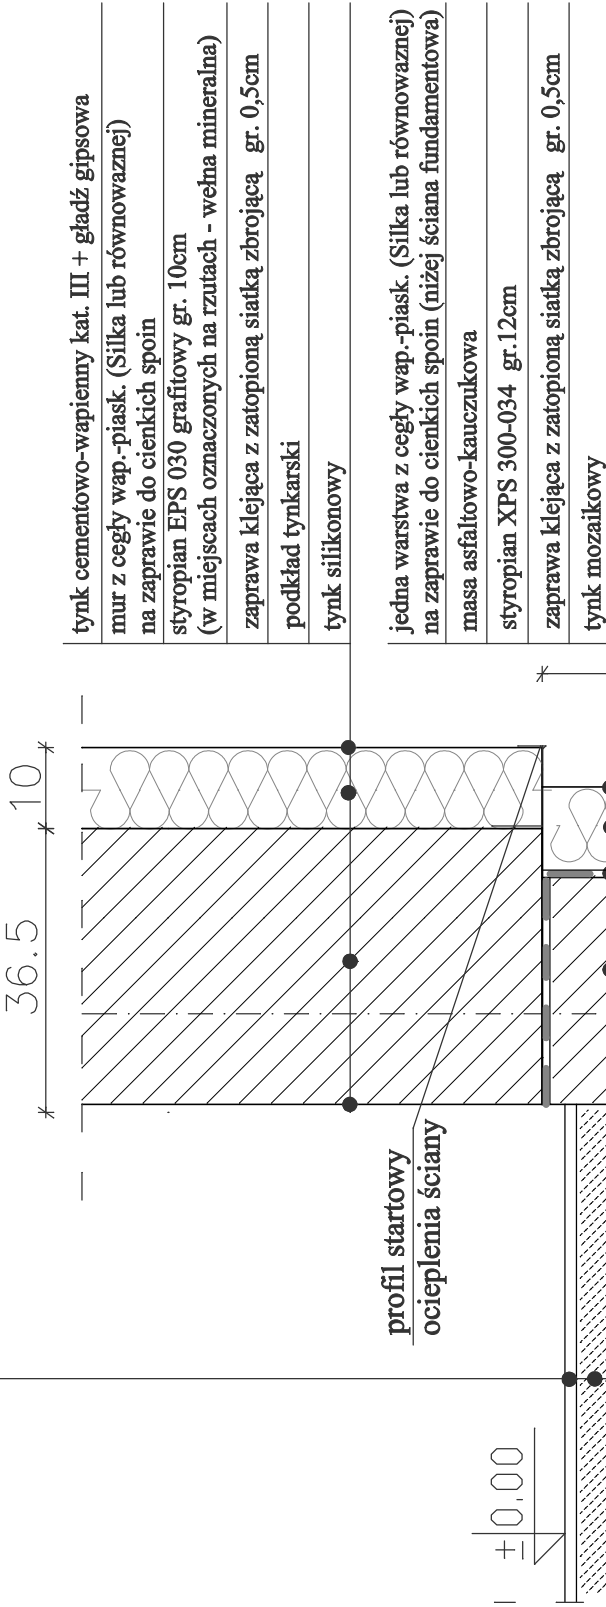 tynk cementowo-wapienny kat. III + gładź gipsowa
mur z cegły wap.-piask. (Silka lub równowaznej)
na zaprawie do cienkich spoin
styropian EPS 030 grafitowy gr. 10cm
(w miejscach oznaczonych na rzutach - wełna mineralna)
zaprawa klejąca z zatopioną siatką zbrojącą gr. 0,5cm
podkład tynkarski
tynk silikonowy
jedna warstwa z cegły wap.-piask. (Silka lub równowaznej)
na zaprawie do cienkich spoin (niżej ściana fundamentowa)
masa asfaltowo-kauczukowa
styropian XPS 300-034 gr.12cm
zaprawa klejąca z zatopioną siatką zbrojącą gr. 0,5cm
tynk mozaikowy
36.5
10
profil startowy
ocieplenia ściany
±0.00